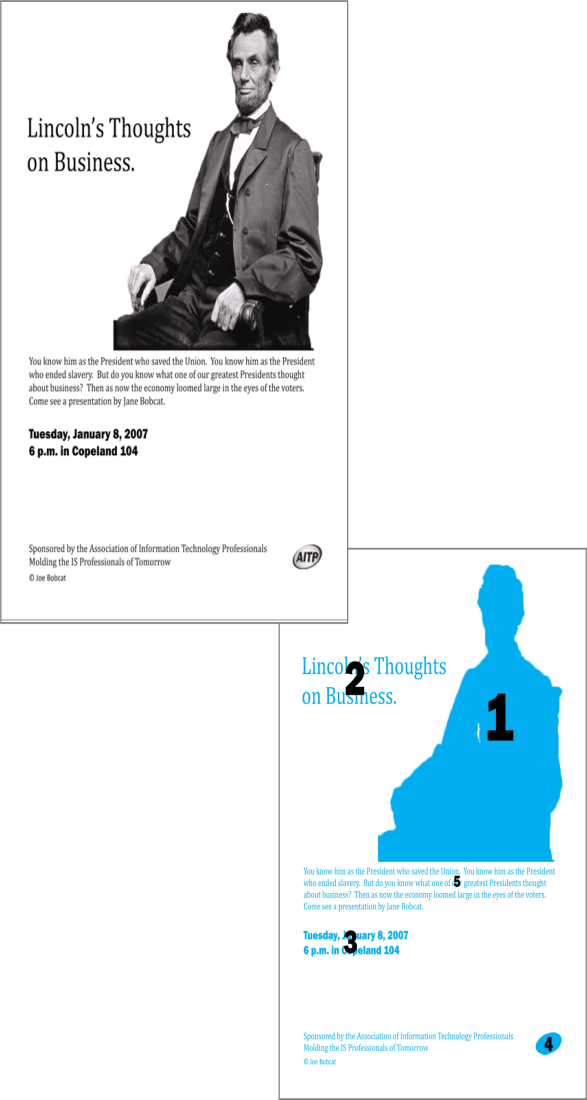 Lincoln's Thoughts
on Business.
You know him as the President who saved the Union. You know him as the President
who ended slavery. But do you know what one of our greatest Presidents thought
about business? Then as now the economy loomed large in the eyes of the voters.
Come see a presentation by Jane Bobcat.
Tuesday, January 8, 2007
6 p.m. in Copeland 104
Sponsored by the Association of Information Technology Professionals
Molding the IS Professionals of Tomorrow
© Joe Bobcat
AITP
Lincoln's Thoughts
on Business.
2
1
You know him as the President who saved the Union. You know him as the President
who ended slavery. But do you know what one of our greatest Presidents thought
about business? Then as now the economy loomed large in the eyes of the voters.
Come see a presentation by Jane Bobcat.
5
Tuesday, January 8, 2007
6 p.m. in Copeland 104
3
Sponsored by the Association of Information Technology Professionals
Molding the IS Professionals of Tomorrow
© Joe Bobcat
4